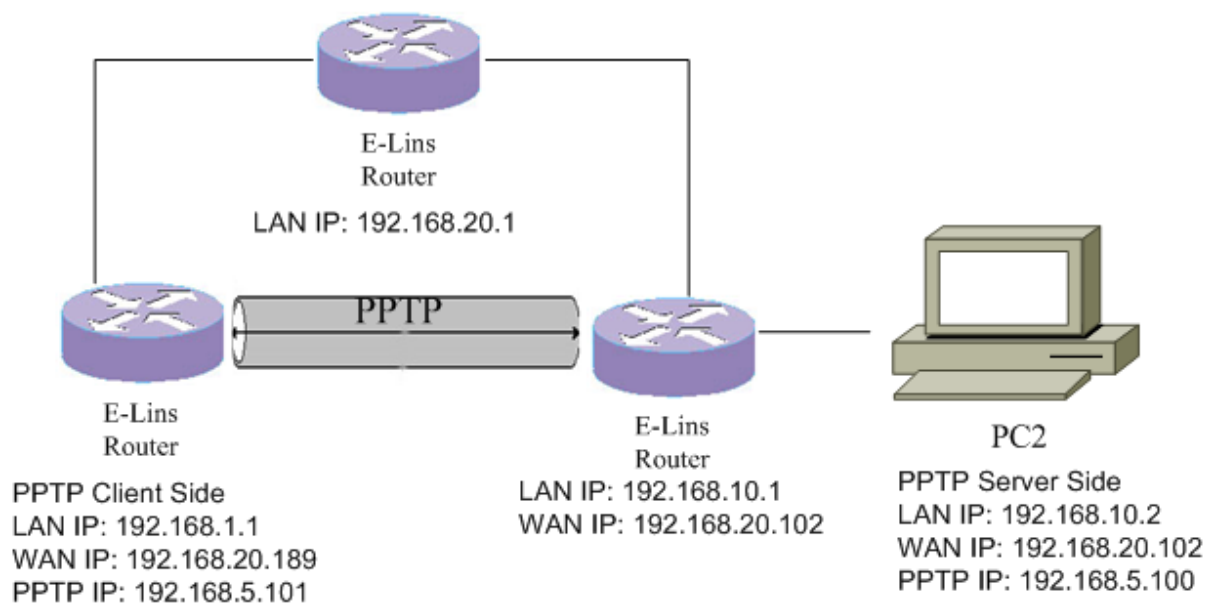 E-Lins
Router
LAN IP: 192.168.20.1
PPTP
E-Lins
Router
PPTP Client Side
LAN IP: 192.168.1.1
WAN IP: 192.168.20.189
PPTP IP: 192.168.5.101
E-Lins
Router
LAN IP: 192.168.10.1
WAN IP: 192.168.20.102
PC2
PPTP Server Side
LAN IP: 192.168.10.2
WAN IP: 192.168.20.102
PPTP IP: 192.168.5.100